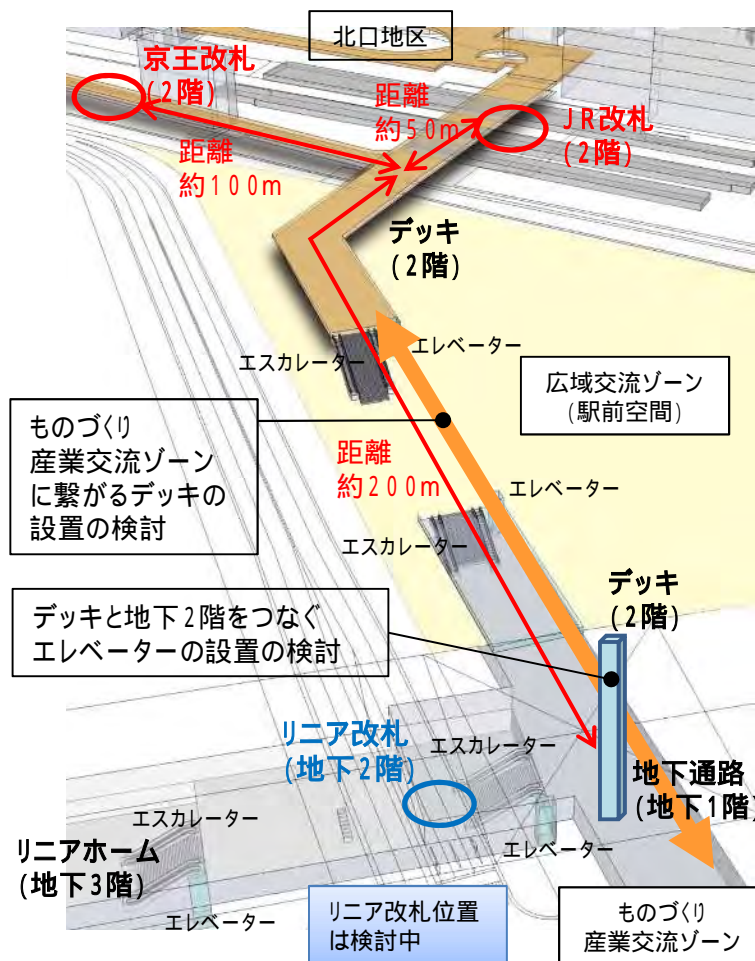 北口地区
京王改札
(2階)
距離
約50m
JR改札
(2階)
距離
約100m
デッキ
(2階)
エスカレーター
エレベーター
広域交流ゾーン
(駅前空間)
ものづくり
産業交流ゾーン
に繋がるデッキの
設置の検討
距離
約200m
エレベーター
エスカレーター
デッキ
(2階)
デッキと地下2階をつなぐ
エレベーターの設置の検討
リニア改札
(地下2階)
エスカレーター
地下通路
(地下1階)
エスカレーター
エレベーター
リニアホーム
(地下3階)
エレベーター
リニア改札位置
は検討中
ものづくり
産業交流ゾーン